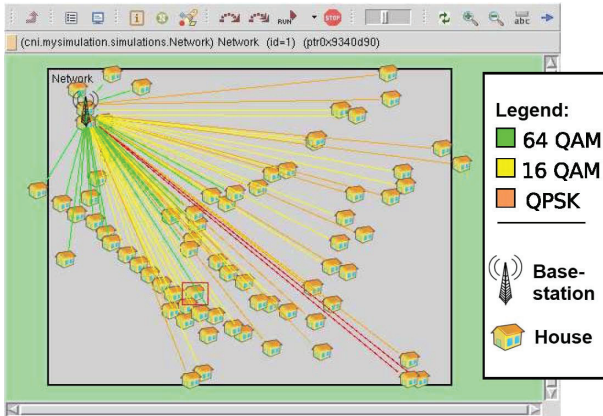 RUN
STOP
abc
(cni.mysimulation.simulations.Network) Network (id=1) (ptr0x9340d90)
Network
Legend:
64 QAM
16 QAM
QPSK
Base-
station
House